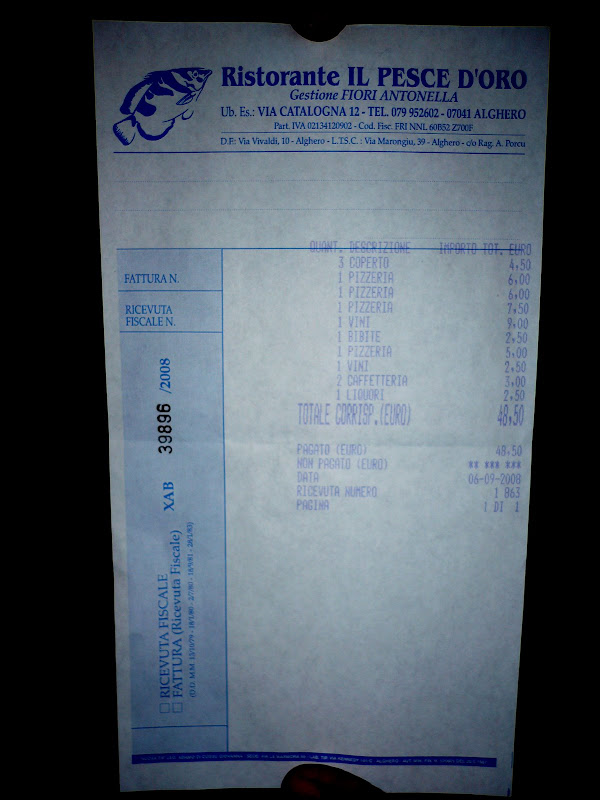 Ristorante IL PESCE D'ORO
Gestione FIORI ANTONELLA
Ub. Es.: VIA CATALOGNA 12 - TEL. 079 952602 - 07041 ALGHERO
Part. IVA 02134120902 - Cod. Fisc. FRI NNL 60B52 Z700F
D.F.: Via Vivaldi, 10 - Alghero - L.T.S.C. : Via Marongiu, 39 - Alghero - c/o Rag. A. Porcu
QUANT. DESCRIZIONE IMPORTO TOT. EURO
3 COPERTO 4,50
1 PIZZERIA 6,00
1 PIZZERIA 6,00
1 PIZZERIA 7,50
1 VINI 9,00
1 BIBITE 2,50
1 PIZZERIA 5,00
1 VINI 2,50
2 CAFFETTERIA 3,00
1 LIQUORI 2,50
TOTALE CORRISP.(EURO) 48,50
PAGATO (EURO) 48,50
NON PAGATO (EURO) ** *** ***
DATA 06-09-2008
RICEVUTA NUMERO 1 863
PAGINA 1 DI 1
FATTURA N.
RICEVUTA
FISCALE N.
XAB 39896 /2008
RICEVUTA FISCALE
FATTURA (Ricevuta Fiscale)